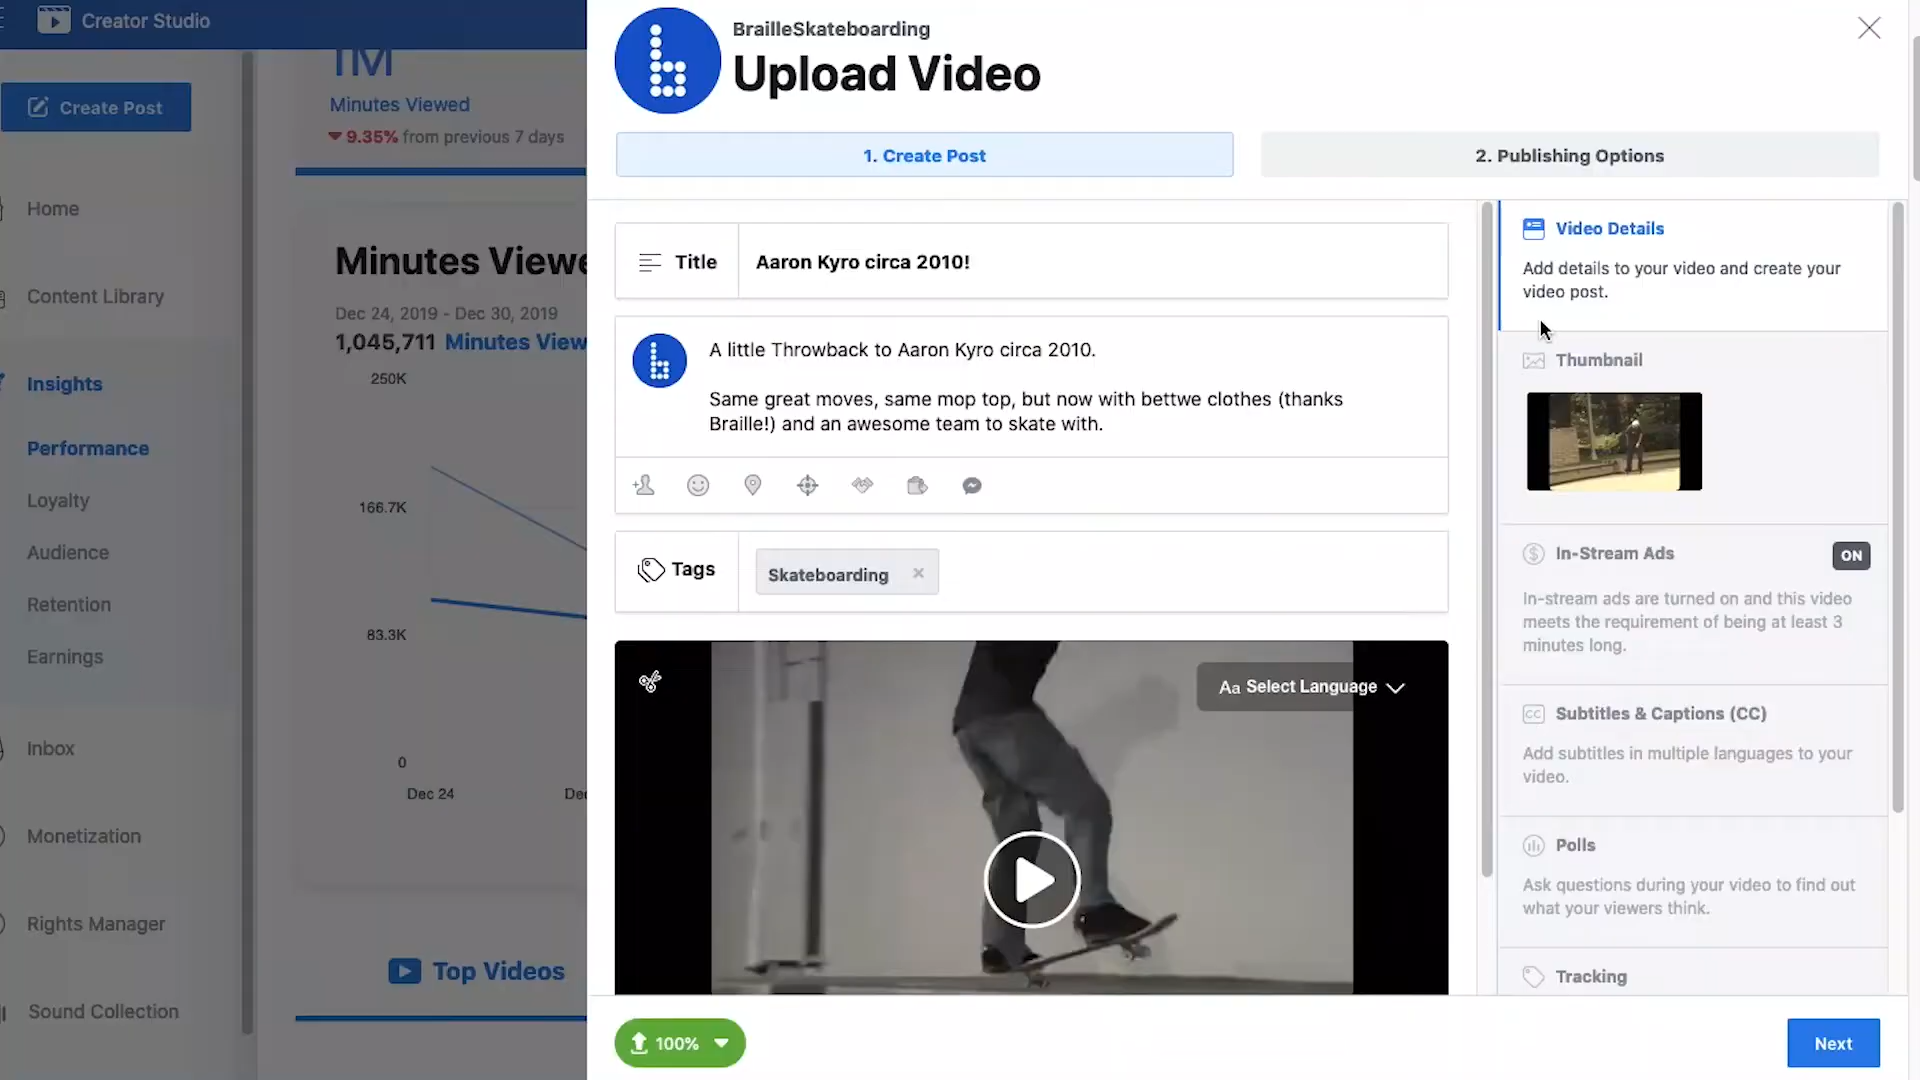 Creator Studio
Create Post
Home
Content Library
Insights
Performance
Loyalty
Audience
Retention
Earnings
Inbox
Monetization
Rights Manager
Sound Collection
1M
Minutes Viewed
9.35% from previous 7 days
Minutes Viewe
Dec 24, 2019 - Dec 30, 2019
1,045,711 Minutes View
250K
166.7K
83.3K
0
Dec 24
Dec
Top Videos
BrailleSkateboarding
Upload Video
1. Create Post
2. Publishing Options
Title
Aaron Kyro circa 2010!
A little Throwback to Aaron Kyro circa 2010.
Same great moves, same mop top, but now with bettwe clothes (thanks
Braille!) and an awesome team to skate with.
Tags
Skateboarding
Aa Select Language
100%
Video Details
Add details to your video and create your
video post.
Thumbnail
In-Stream Ads
ON
In-stream ads are turned on and this video
meets the requirement of being at least 3
minutes long.
CC Subtitles & Captions (CC)
Add subtitles in multiple languages to your
video.
Polls
Ask questions during your video to find out
what your viewers think.
Tracking
Next